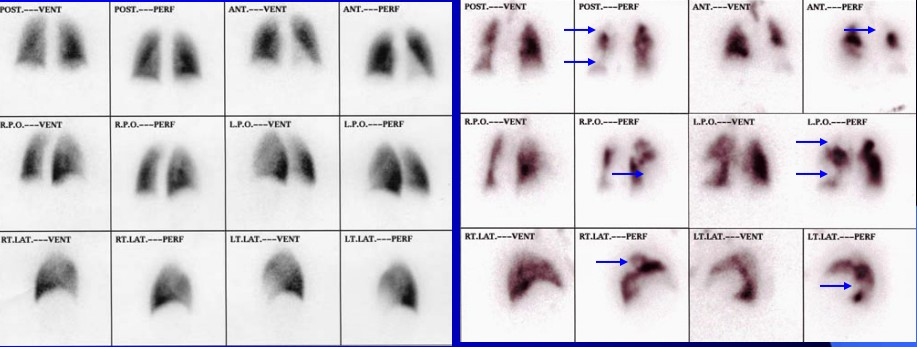 POST.---VENT
POST.---PERF
ANT.---VENT
ANT.---PERF
R.P.O---VENT
R.P.O.---PERF
L.P.O.---VENT
L.P.O.---PERF
RT.LAT.---VENT
RT.LAT.---PERF
LT.LAT.---VENT
LT.LAT.---PERF
POST.---VENT
POST.---PERF
ANT.---VENT
ANT.---PERF
R.P.O.---VENT
R.P.O.---PERF
L.P.O.---VENT
L.P.O.---PERF
RT.LAT.---VENT
RT.LAT.---PERF
LT.LAT.---VENT
LT.LAT.---PERF